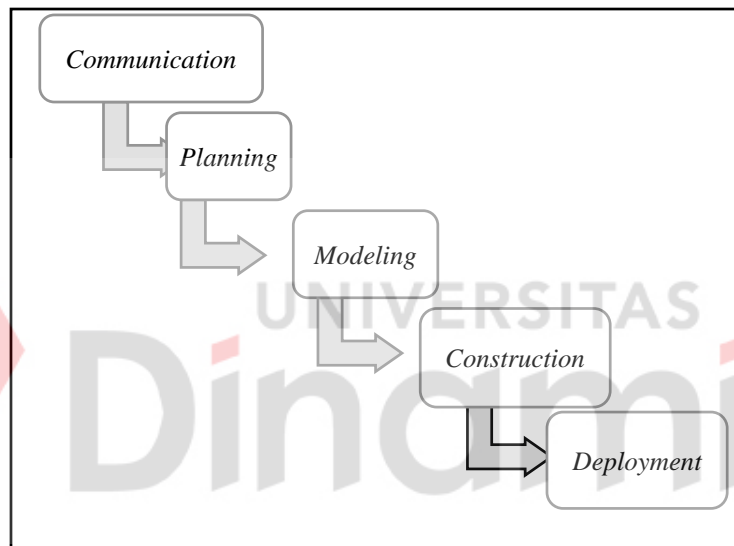 Communication
Planning
Modeling
UNIVERSITAS
Construction
Dinami
Deployment